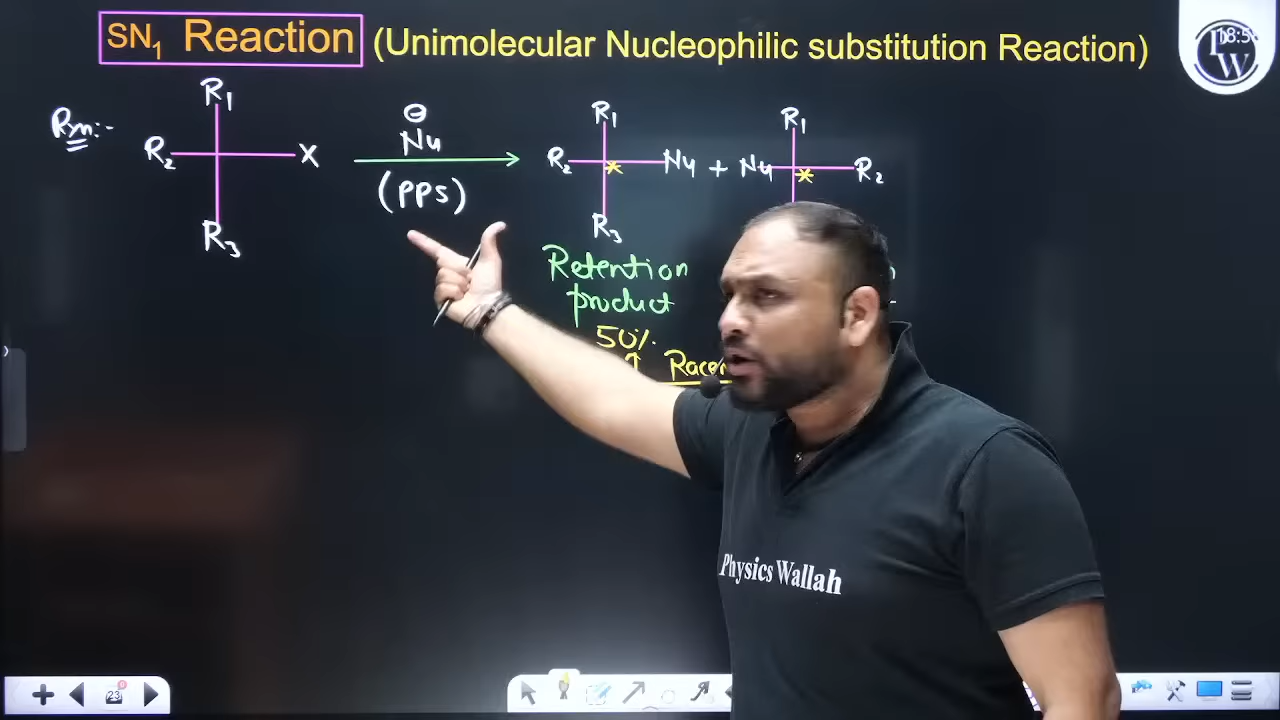 SN₁ Reaction (Unimolecular Nucleophilic substitution Reaction)
Rxn:-
R₁
R₂ X
R₃
⊖
Nu
(PPS)
R₁
R₂ * Nu
R₃
+
R₁
Nu * R₂
Retention
product
50%
↑
Physics Wallah
23